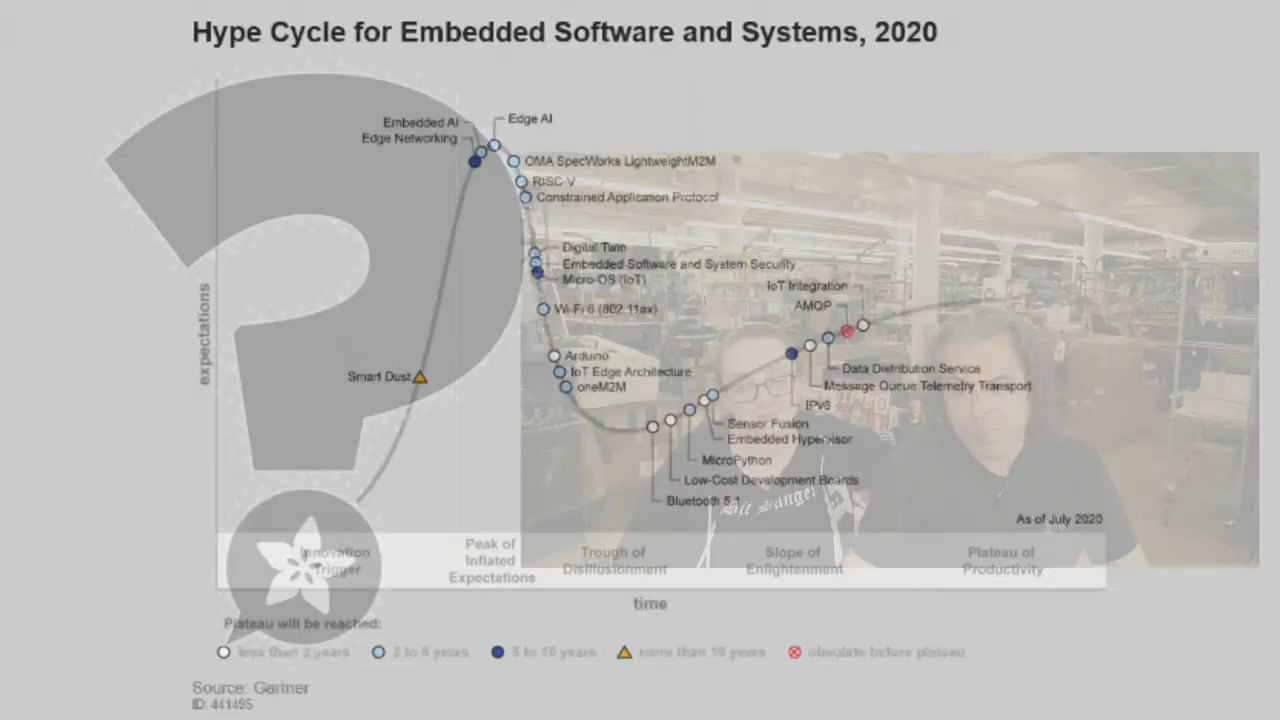 Hype Cycle for Embedded Software and Systems, 2020
Edge AI
Embedded AI
Edge Networking
OMA SpecWorks LightweightM2M
RISC-V
Constrained Application Protocol
Digital Twin
Embedded Software and System Security
Micro-OS (IoT)
IoT Integration
AMQP
Wi-Fi 6 (802.11ax)
Arduino
IoT Edge Architecture
oneM2M
Smart Dust
Data Distribution Service
Message Queue Telemetry Transport
IPv6
Sensor Fusion
Embedded Hypervisor
MicroPython
Low-Cost Development Boards
Bluetooth 5.1
As of July 2020
expectations
Innovation
Trigger
Peak of
Inflated
Expectations
Trough of
Disillusionment
Slope of
Enlightenment
Plateau of
Productivity
time
Plateau will be reached:
less than 2 years
2 to 5 years
5 to 10 years
more than 10 years
obsolete before plateau
Source: Gartner
ID: 441495